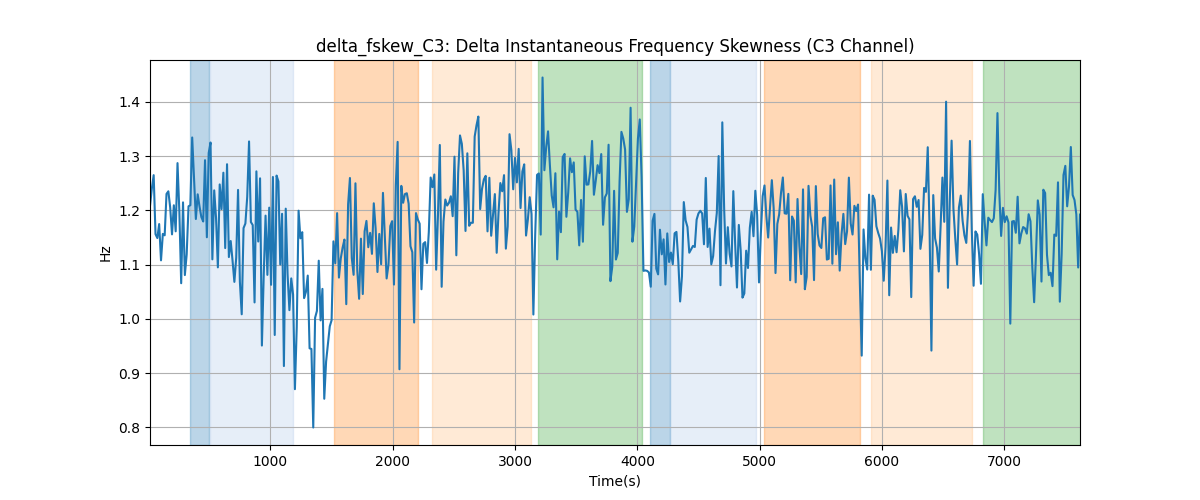 delta_fskew_C3: Delta Instantaneous Frequency Skewness (C3 Channel)
1.4
1.3
1.2
1.1
1.0
0.9
0.8
Hz
1000 2000 3000 4000 5000 6000 7000
Time(s)